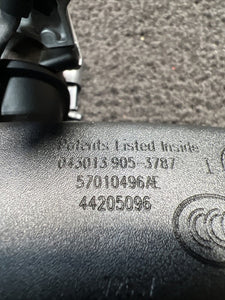 Patents Listed Inside
043013 905-3787
57010496AE
44205096